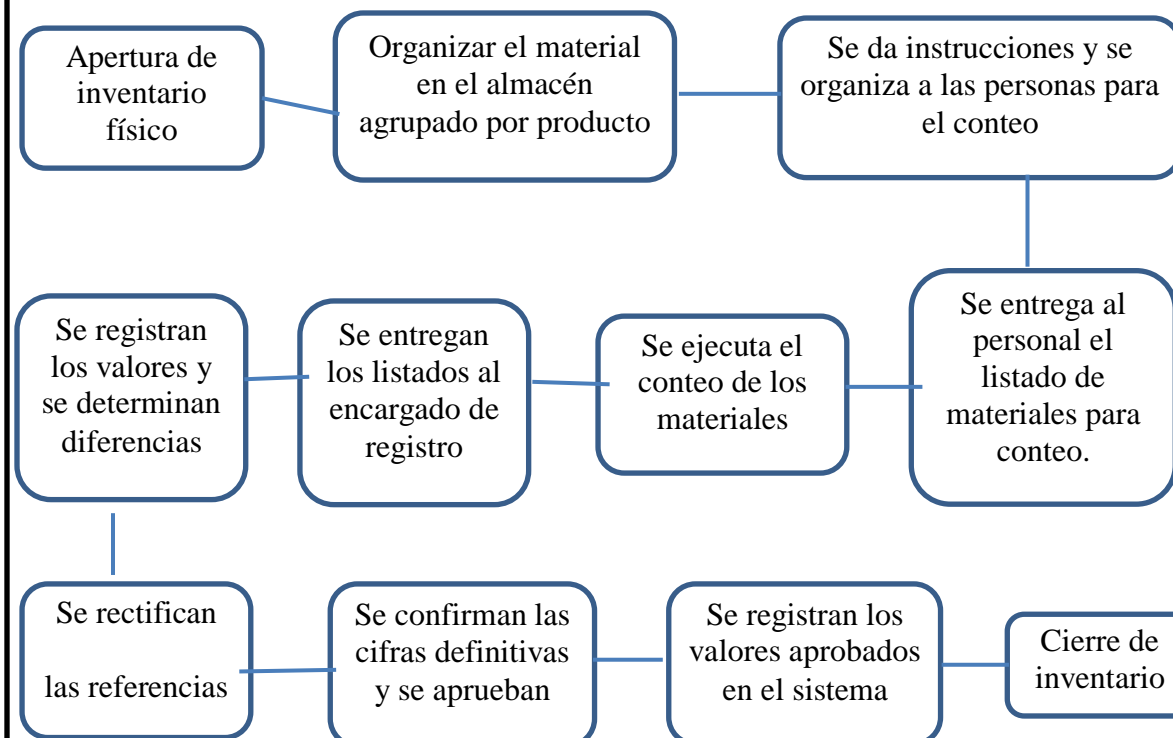 Apertura de
inventario
físico
Organizar el material
en el almacén
agrupado por producto
Se da instrucciones y se
organiza a las personas para
el conteo
Se entrega al
personal el
listado de
materiales para
conteo.
Se ejecuta el
conteo de los
materiales
Se entregan
los listados al
encargado de
registro
Se registran
los valores y
se determinan
diferencias
Se rectifican
las referencias
Se confirman las
cifras definitivas
y se aprueban
Se registran los
valores aprobados
en el sistema
Cierre de
inventario